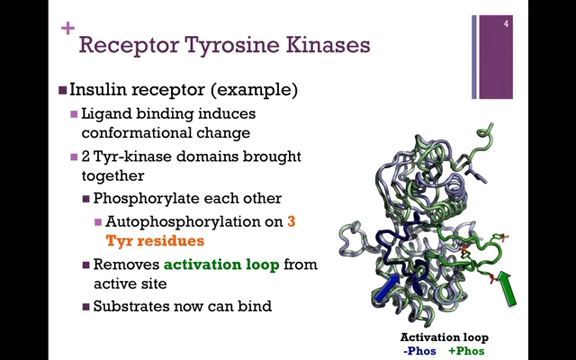 4
+
Receptor Tyrosine Kinases
Insulin receptor (example)
Ligand binding induces
conformational change
2 Tyr-kinase domains brought
together
Phosphorylate each other
Autophosphorylation on 3
Tyr residues
Removes activation loop from
active site
Substrates now can bind
Activation loop
-Phos +Phos